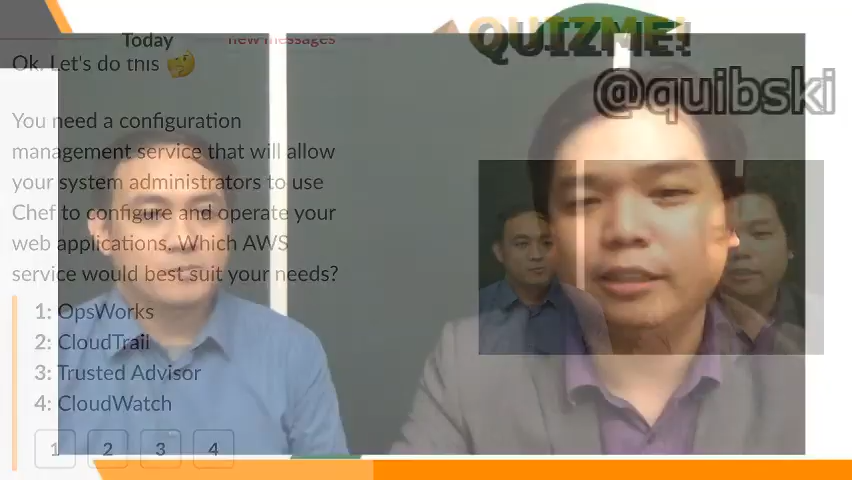 Today
new messages
QUIZME!
Ok. Let's do this
@quibski
You need a configuration
management service that will allow
your system administrators to use
Chef to configure and operate your
web applications. Which AWS
service would best suit your needs?
1: OpsWorks
2: CloudTrail
3: Trusted Advisor
4: CloudWatch
1 2 3 4